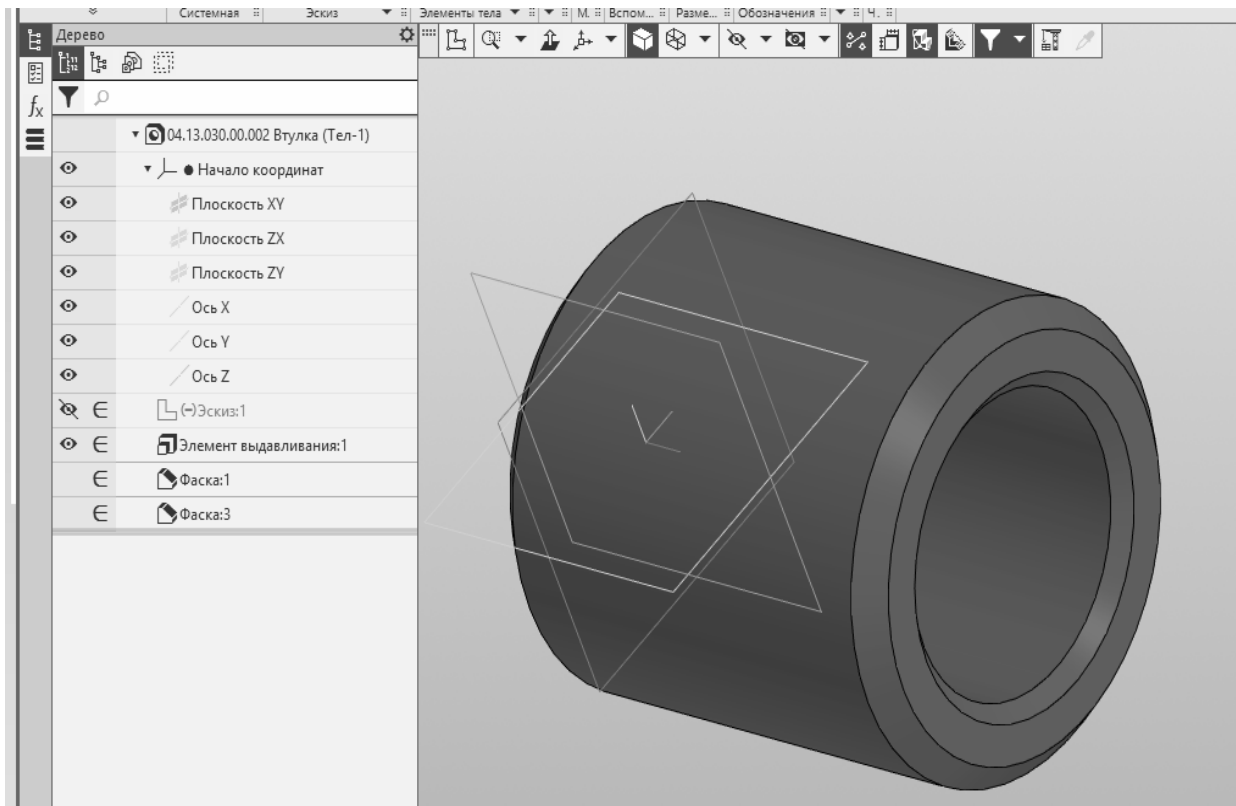 Системная Эскиз Элементы тела М. Вспом... Разме... Обозначения Ч.
Дерево
fx
04.13.030.00.002 Втулка (Тел-1)
Начало координат
Плоскость XY
Плоскость ZX
Плоскость ZY
Ось X
Ось Y
Ось Z
(-)Эскиз:1
Элемент выдавливания:1
Фаска:1
Фаска:3